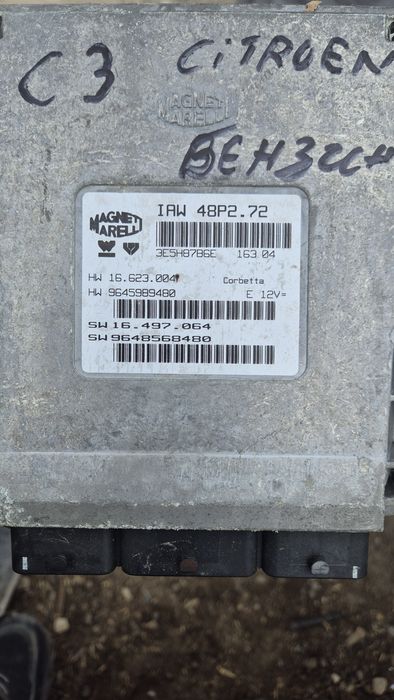 C3 CITROEN
MAGNETI
MARELLI
БЕНЗИН
MAGNETI
MARELLI
IAW 48P2.72
3E5H87B6E 163 04
HW 16.623.004 Corbetta
HW 9645989480 E 12V=
SW 16.497.064
SW 9648568480